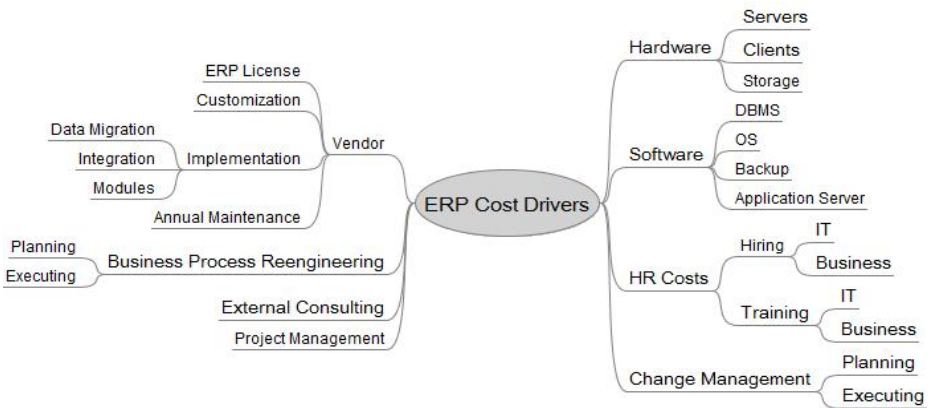 ERP Cost Drivers
Vendor
ERP License
Customization
Implementation
Data Migration
Integration
Modules
Annual Maintenance
Business Process Reengineering
Planning
Executing
External Consulting
Project Management
Hardware
Servers
Clients
Storage
Software
DBMS
OS
Backup
Application Server
HR Costs
Hiring
IT
Business
Training
IT
Business
Change Management
Planning
Executing